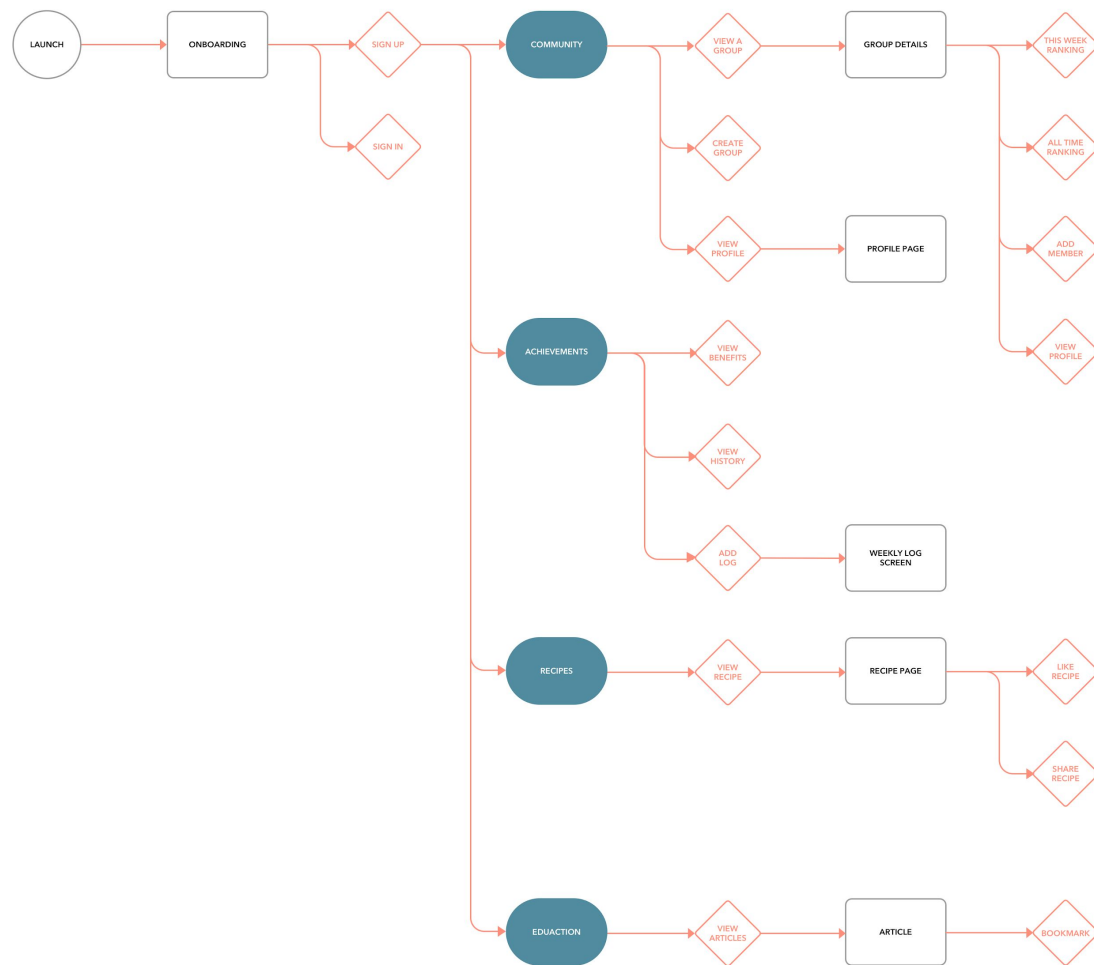 LAUNCH
ONBOARDING
SIGN UP
COMMUNITY
VIEW A
GROUP
GROUP DETAILS
THIS WEEK
RANKING
SIGN IN
CREATE
GROUP
ALL TIME
RANKING
VIEW
PROFILE
PROFILE PAGE
ADD
MEMBER
ACHIEVEMENTS
VIEW
BENEFITS
VIEW
PROFILE
VIEW
HISTORY
ADD
LOG
WEEKLY LOG
SCREEN
RECIPES
VIEW
RECIPE
RECIPE PAGE
LIKE
RECIPE
SHARE
RECIPE
EDUACTION
VIEW
ARTICLES
ARTICLE
BOOKMARK